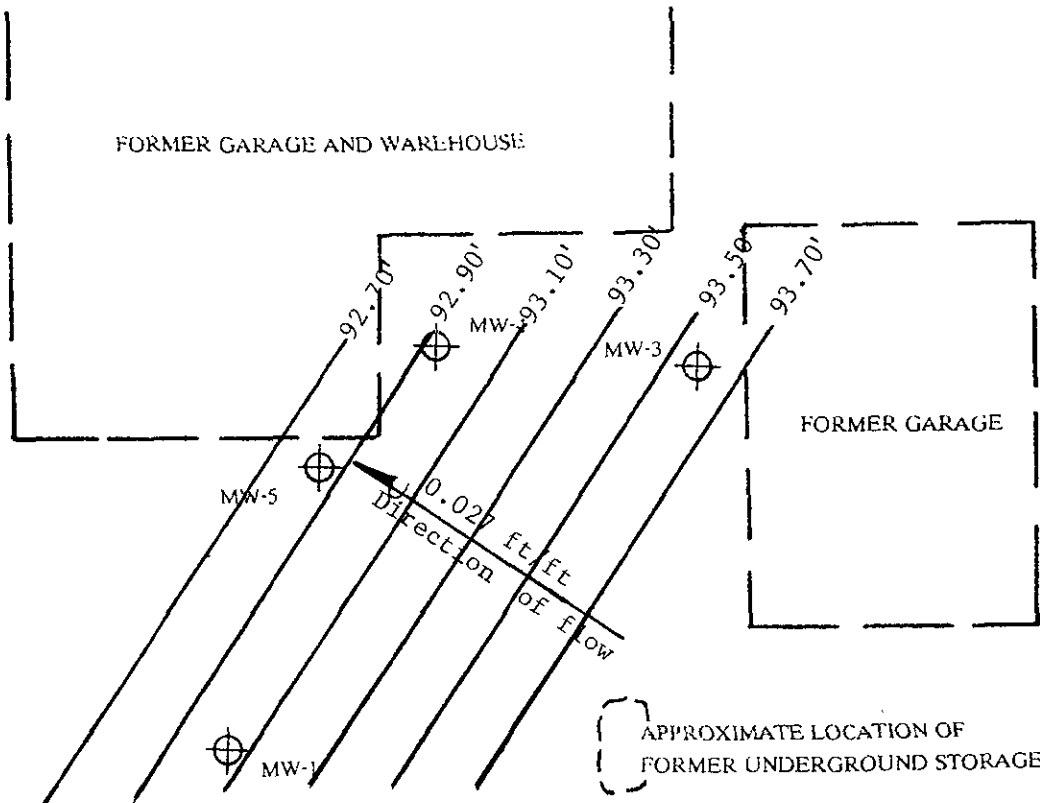 FORMER GARAGE AND WAREHOUSE
92.70'
92.90'
93.10'
93.30'
93.50'
93.70'
MW-
MW-3
FORMER GARAGE
MW-5
0.027 ft/ft
Direction of flow
MW-1
APPROXIMATE LOCATION OF
FORMER UNDERGROUND STORAGE